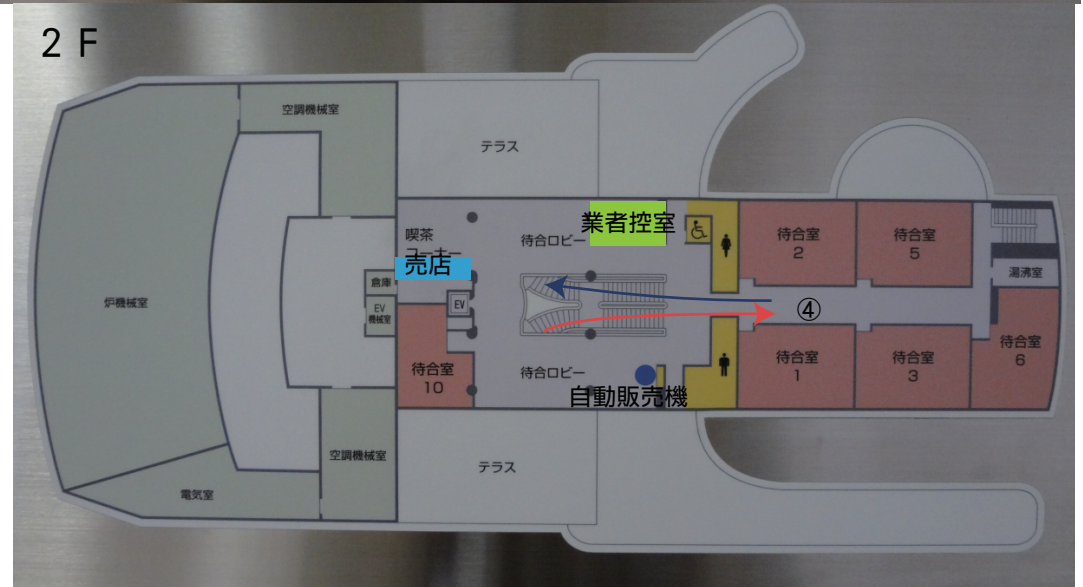 2 F
空調機械室
テラス
業者控室
喫茶
コーナー
売店
待合ロビー
待合室
2
待合室
5
湯沸室
倉庫
EV
機械室
EV
炉機械室
④
待合室
10
待合ロビー
自動販売機
待合室
1
待合室
3
待合室
6
空調機械室
テラス
電気室